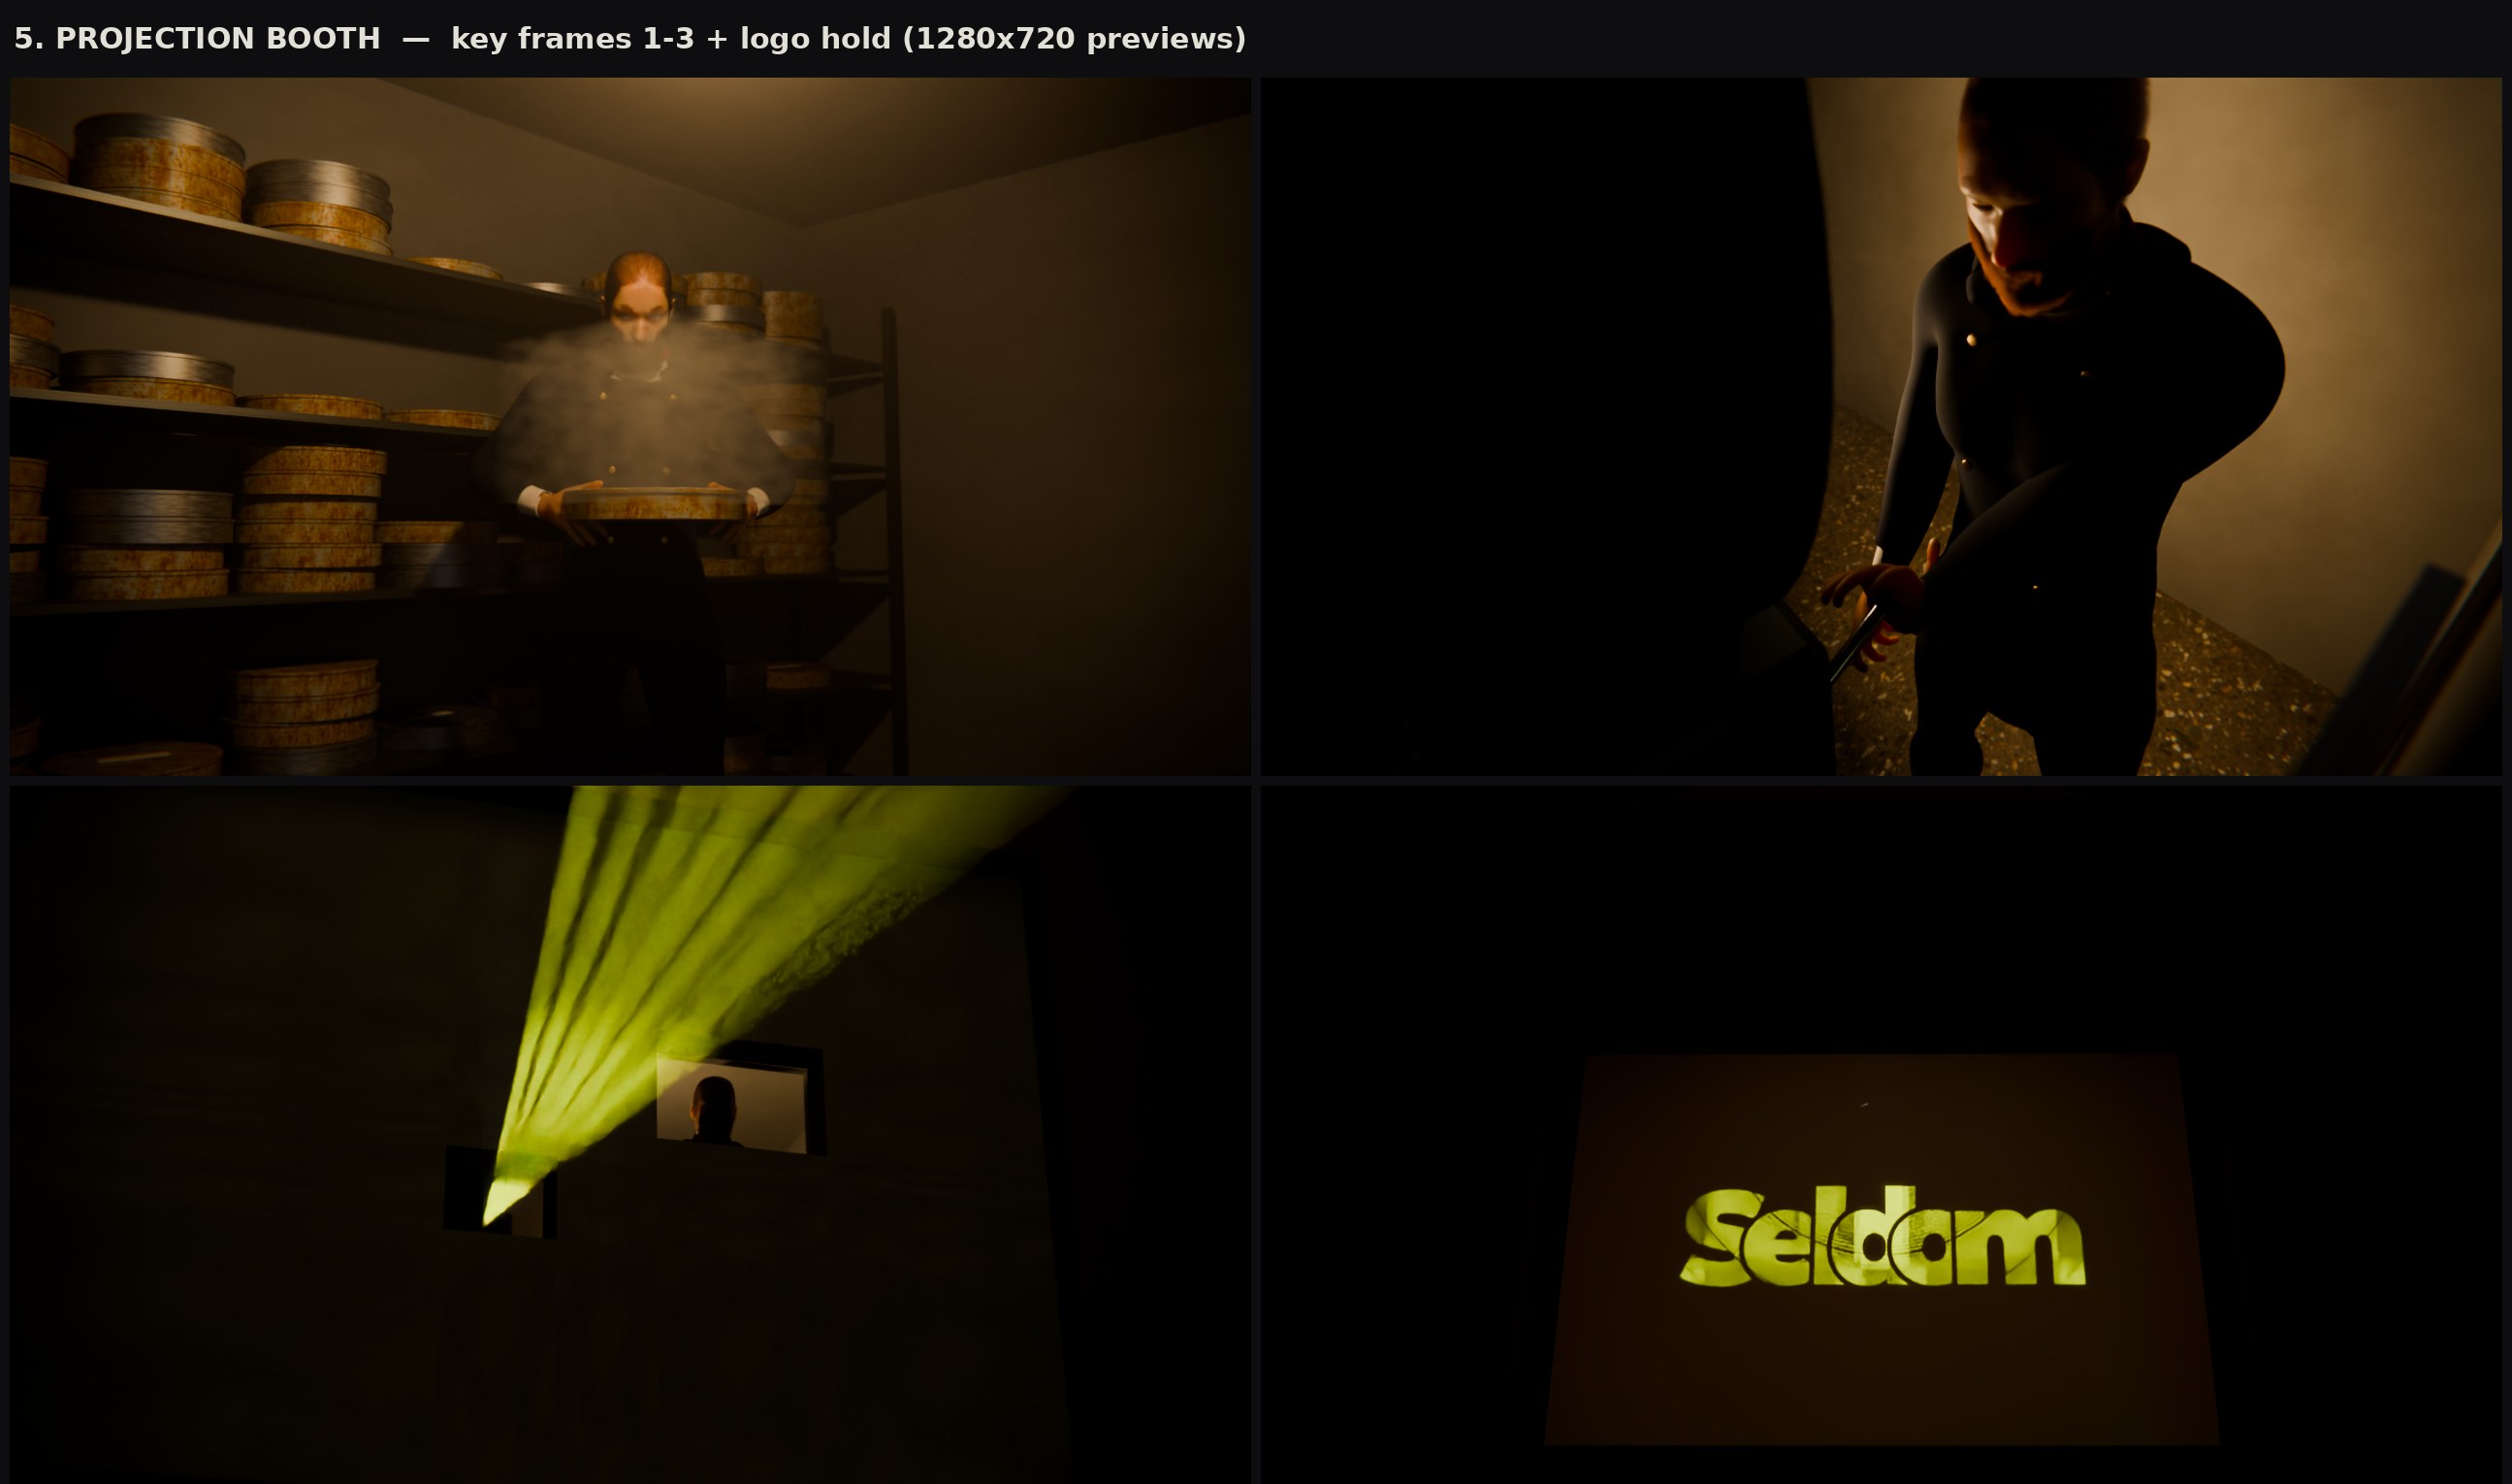 5. PROJECTION BOOTH — key frames 1-3 + logo hold (1280x720 previews)
Seldom